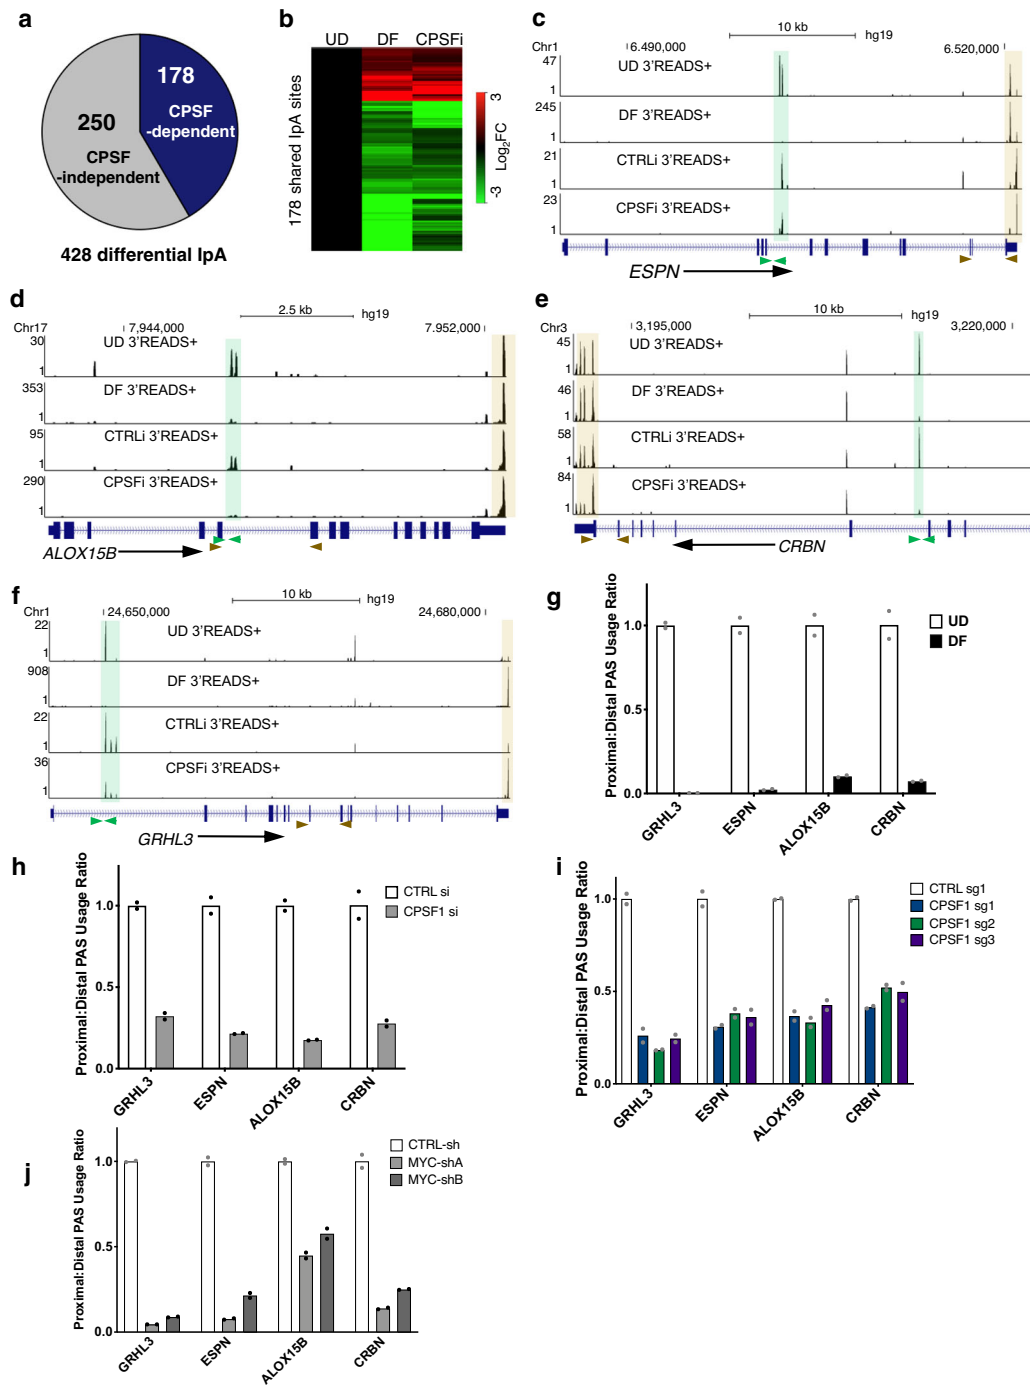 a
178
CPSF
-dependent
250
CPSF
-independent
428 differential IpA
b
UD DF CPSFi
178 shared IpA sites
3
Log2FC
-3
c
10 kb hg19
Chr1 6,490,000 6,520,000
47
UD 3'READS+
1
245
DF 3'READS+
1
21
CTRLi 3'READS+
1
23
CPSFi 3'READS+
1
ESPN
d
2.5 kb hg19
Chr17 7,944,000 7,952,000
30
UD 3'READS+
1
353
DF 3'READS+
1
95
CTRLi 3'READS+
1
290
CPSFi 3'READS+
1
ALOX15B
e
10 kb hg19
Chr3 3,195,000 3,220,000
45
UD 3'READS+
1
46
DF 3'READS+
1
58
CTRLi 3'READS+
1
84
CPSFi 3'READS+
1
CRBN
f
10 kb hg19
Chr1 24,650,000 24,680,000
22
UD 3'READS+
1
908
DF 3'READS+
1
22
CTRLi 3'READS+
1
36
CPSFi 3'READS+
1
GRHL3
g
Proximal:Distal PAS Usage Ratio
1.0
0.5
0.0
UD
DF
GRHL3 ESPN ALOX15B CRBN
h
Proximal:Distal PAS Usage Ratio
1.0
0.5
0.0
CTRL si
CPSF1 si
GRHL3 ESPN ALOX15B CRBN
i
Proximal:Distal PAS Usage Ratio
1.0
0.5
0.0
CTRL sg1
CPSF1 sg1
CPSF1 sg2
CPSF1 sg3
GRHL3 ESPN ALOX15B CRBN
j
Proximal:Distal PAS Usage Ratio
1.0
0.5
0.0
CTRL-sh
MYC-shA
MYC-shB
GRHL3 ESPN ALOX15B CRBN